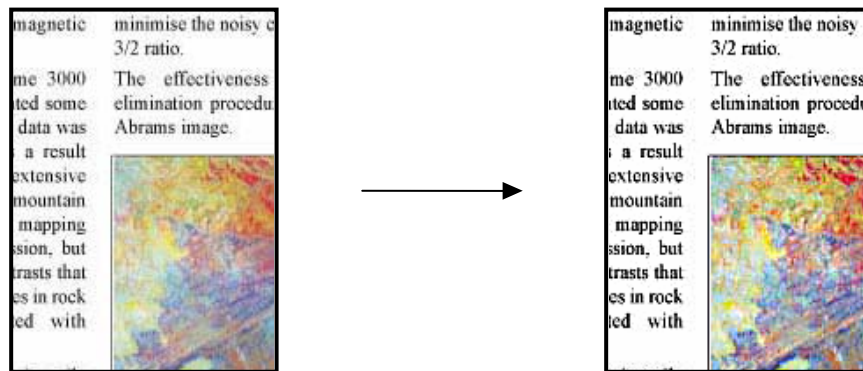 magnetic
me 3000
ted some
data was
a result
extensive
mountain
mapping
ssion, but
trasts that
es in rock
ed with
minimise the noisy c
3/2 ratio.
The effectiveness
elimination procedu
Abrams image.
magnetic
me 3000
ted some
data was
a result
extensive
mountain
mapping
ssion, but
trasts that
es in rock
ted with
minimise the noisy
3/2 ratio.
The effectiveness
elimination procedu
Abrams image.